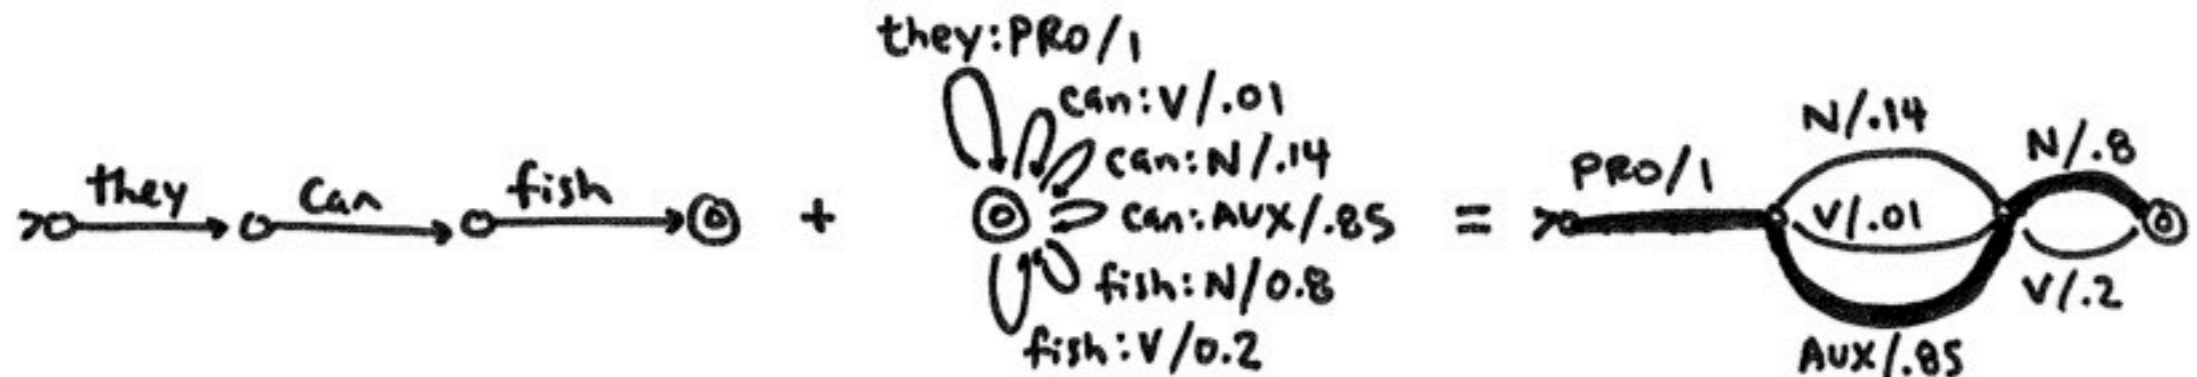 they can fish
+
they:PRO/1
can:V/.01
can:N/.14
can:AUX/.85
fish:N/0.8
fish:V/0.2
=
PRO/1
N/.14
V/.01
AUX/.85
N/.8
V/.2